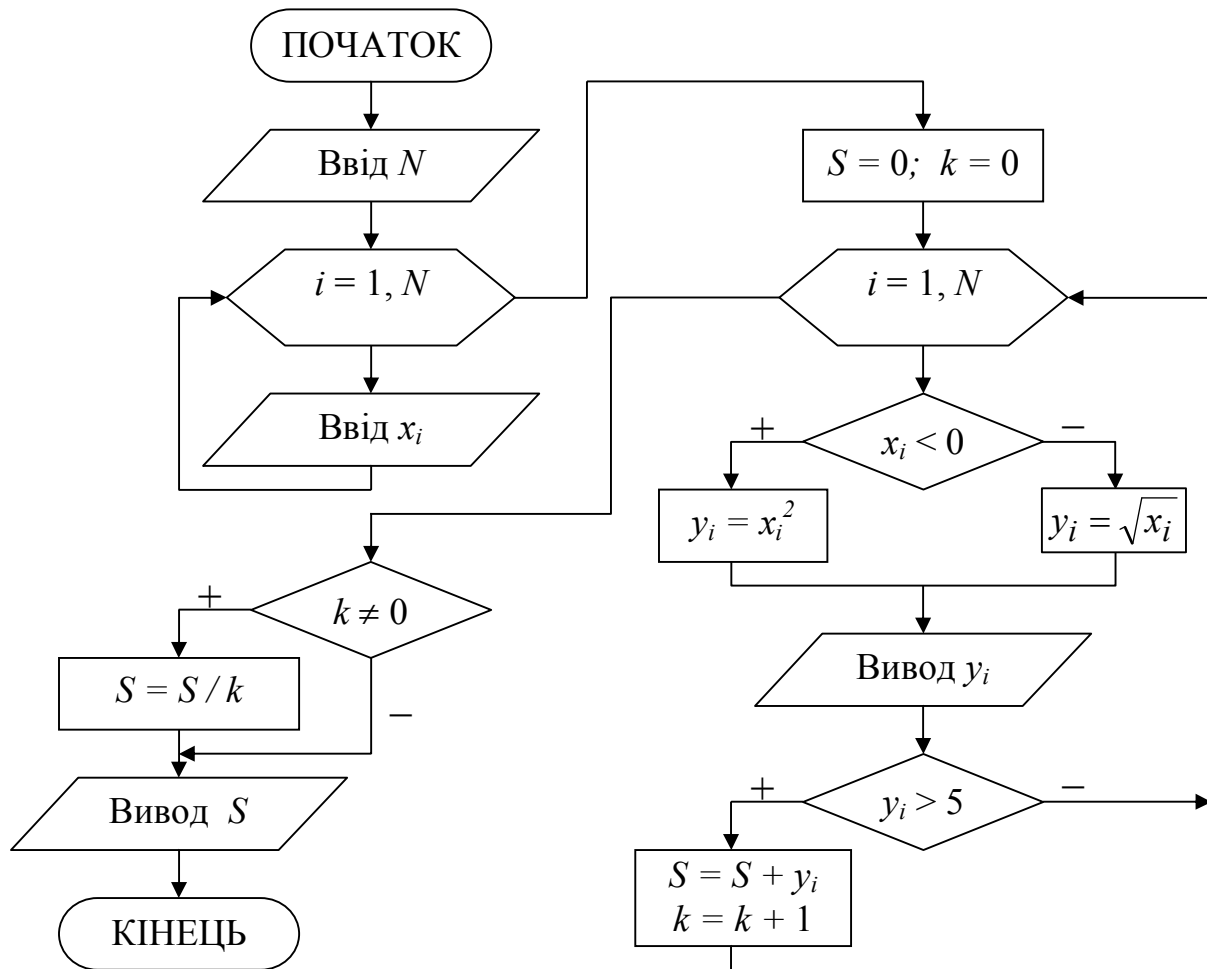 ПОЧАТОК
Ввід N
i = 1, N
Ввід xᵢ
S = 0; k = 0
i = 1, N
xᵢ < 0
+
−
yᵢ = xᵢ²
yᵢ = √xᵢ
Вивод yᵢ
yᵢ > 5
+
−
S = S + yᵢ
k = k + 1
k ≠ 0
+
−
S = S / k
Вивод S
КІНЕЦЬ